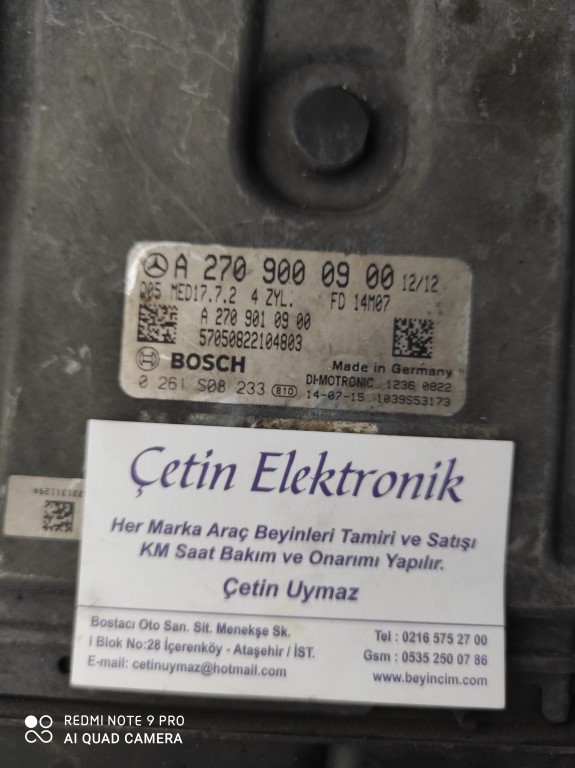 A 270 900 09 00 12/12
Q05 MED17.7.2 4 ZYL. FD 14M07
A 270 901 09 00
57050822104803
BOSCH Made in Germany
DI-MOTRONIC 1236 0822
0 261 S08 233 810 14-07-15 1039S53173
Çetin Elektronik
Her Marka Araç Beyinleri Tamiri ve Satışı
KM Saat Bakım ve Onarımı Yapılır.
Çetin Uymaz
Bostacı Oto San. Sit. Menekşe Sk.
I Blok No:28 İçerenköy - Ataşehir / İST.
E-mail: cetinuymaz@hotmail.com
Tel : 0216 575 27 00
Gsm : 0535 250 07 86
www.beyincim.com
REDMI NOTE 9 PRO
AI QUAD CAMERA